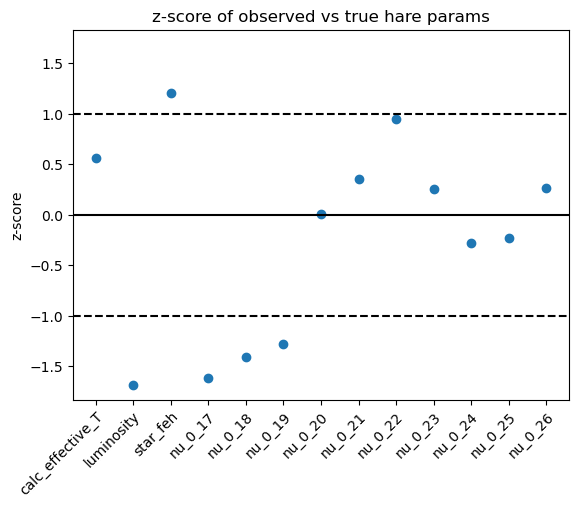 z-score of observed vs true hare params
z-score
1.5
1.0
0.5
0.0
−0.5
−1.0
−1.5
calc_effective_T
luminosity
star_feh
nu_0_17
nu_0_18
nu_0_19
nu_0_20
nu_0_21
nu_0_22
nu_0_23
nu_0_24
nu_0_25
nu_0_26